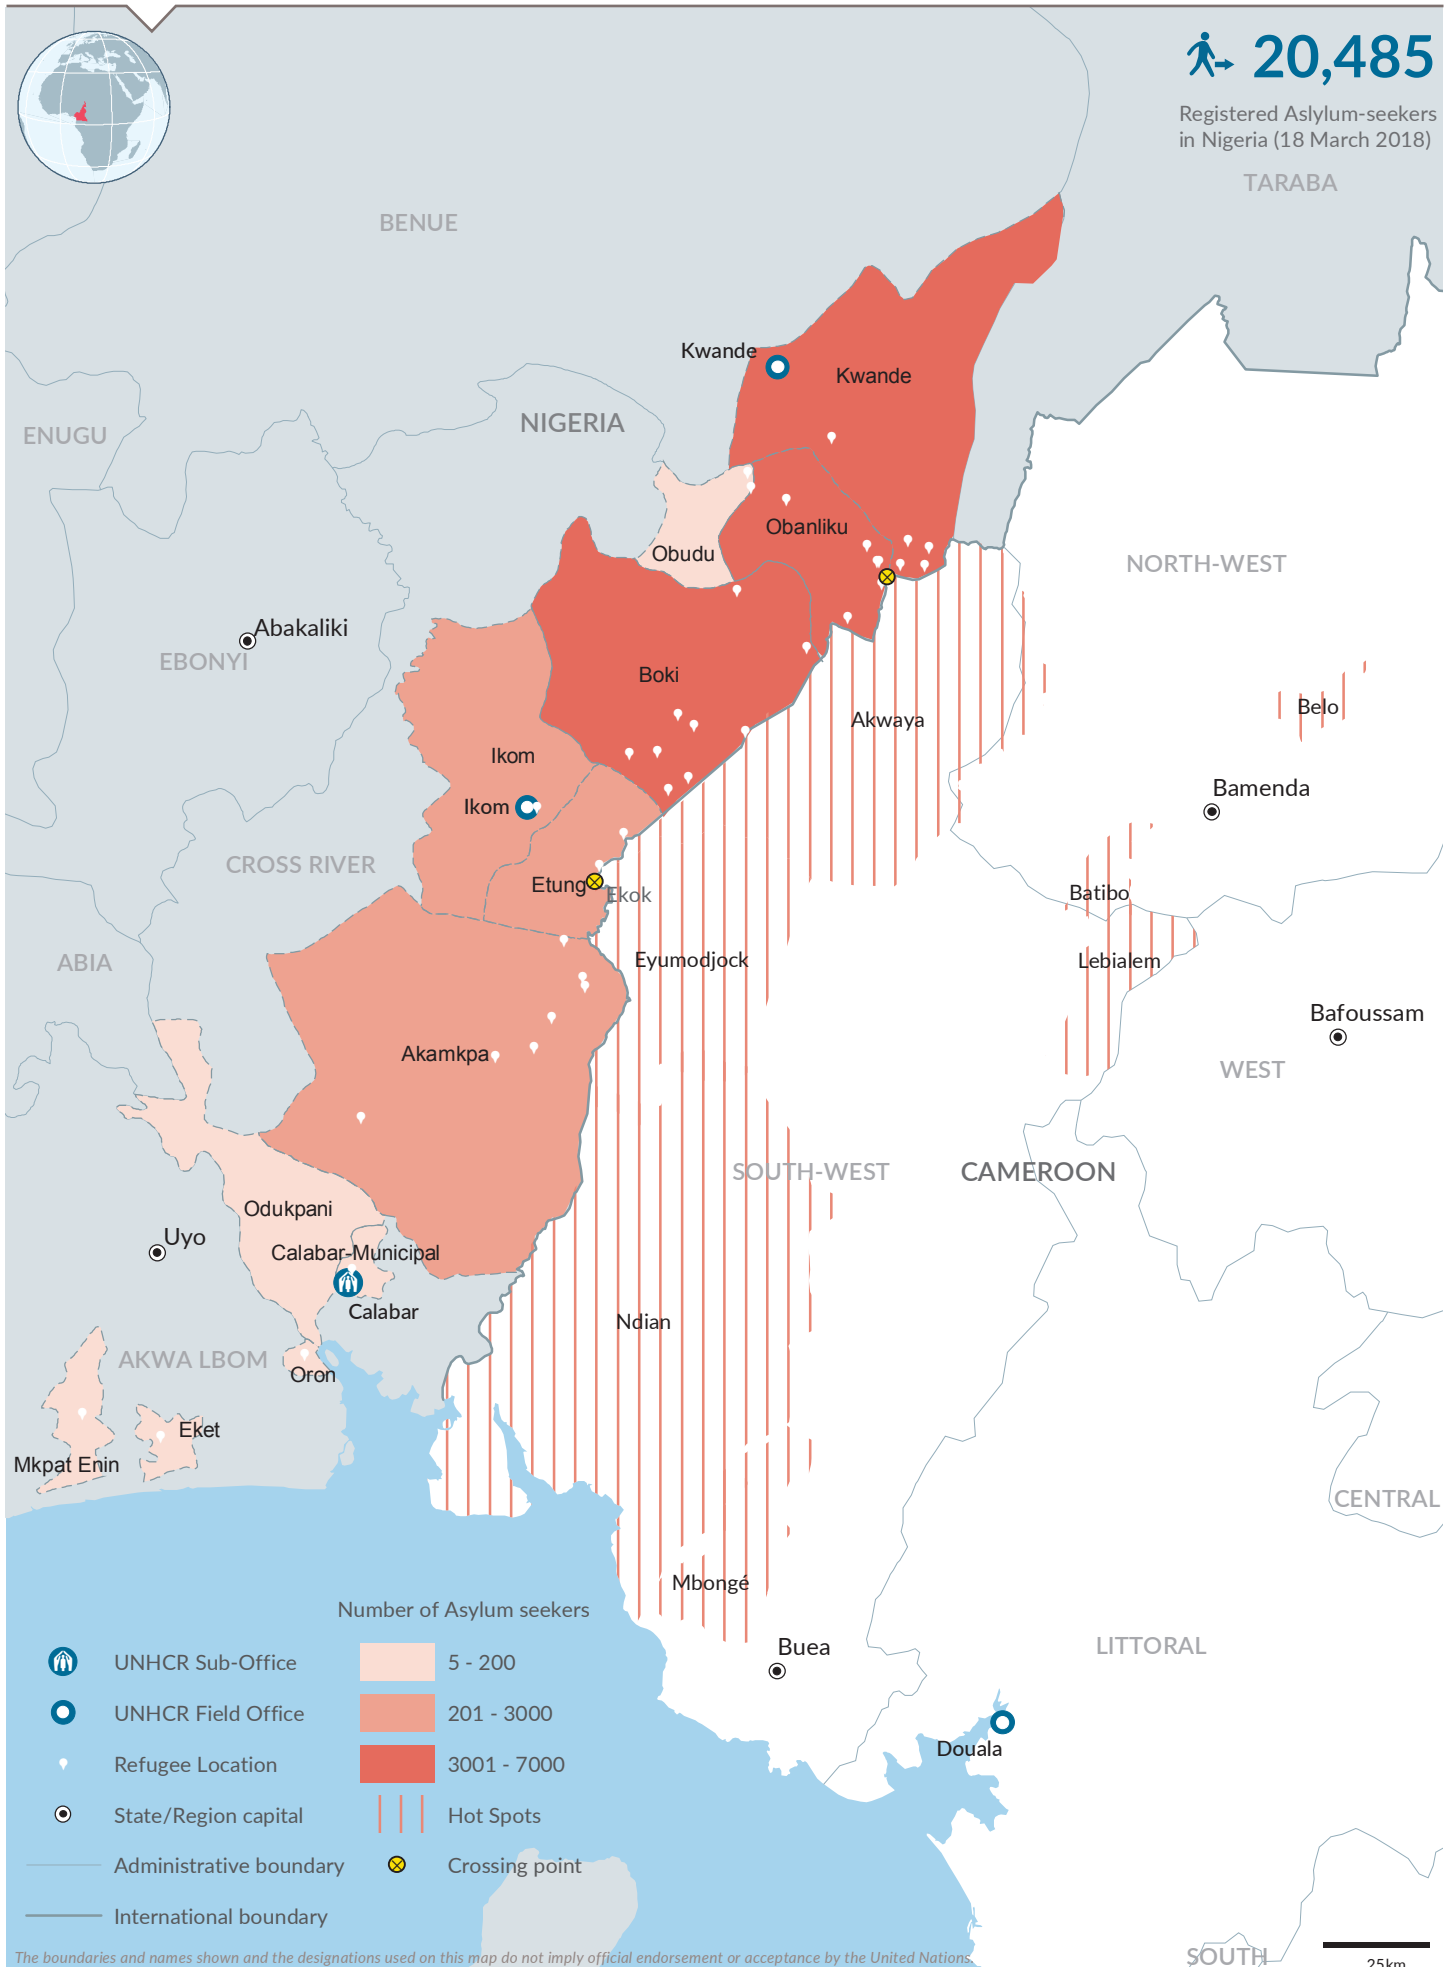 20,485
Registered Aslylum-seekers
in Nigeria (18 March 2018)
TARABA
BENUE
Kwande
Kwande
NIGERIA
ENUGU
Obanliku
Obudu
NORTH-WEST
Abakaliki
EBONYI
Boki
Akwaya
Belo
Ikom
Bamenda
Ikom
CROSS RIVER
Etung
Ekok
Batibo
ABIA
Eyumodjock
Lebialem
Bafoussam
Akamkpa
WEST
SOUTH-WEST
CAMEROON
Odukpani
Uyo
Calabar-Municipal
Calabar
Ndian
AKWA LBOM
Oron
Eket
Mkpat Enin
CENTRAL
Mbongé
Buea
LITTORAL
Douala
Number of Asylum seekers
UNHCR Sub-Office
5 - 200
UNHCR Field Office
201 - 3000
Refugee Location
3001 - 7000
State/Region capital
Hot Spots
Administrative boundary
Crossing point
International boundary
The boundaries and names shown and the designations used on this map do not imply official endorsement or acceptance by the United Nations.
SOUTH
25km